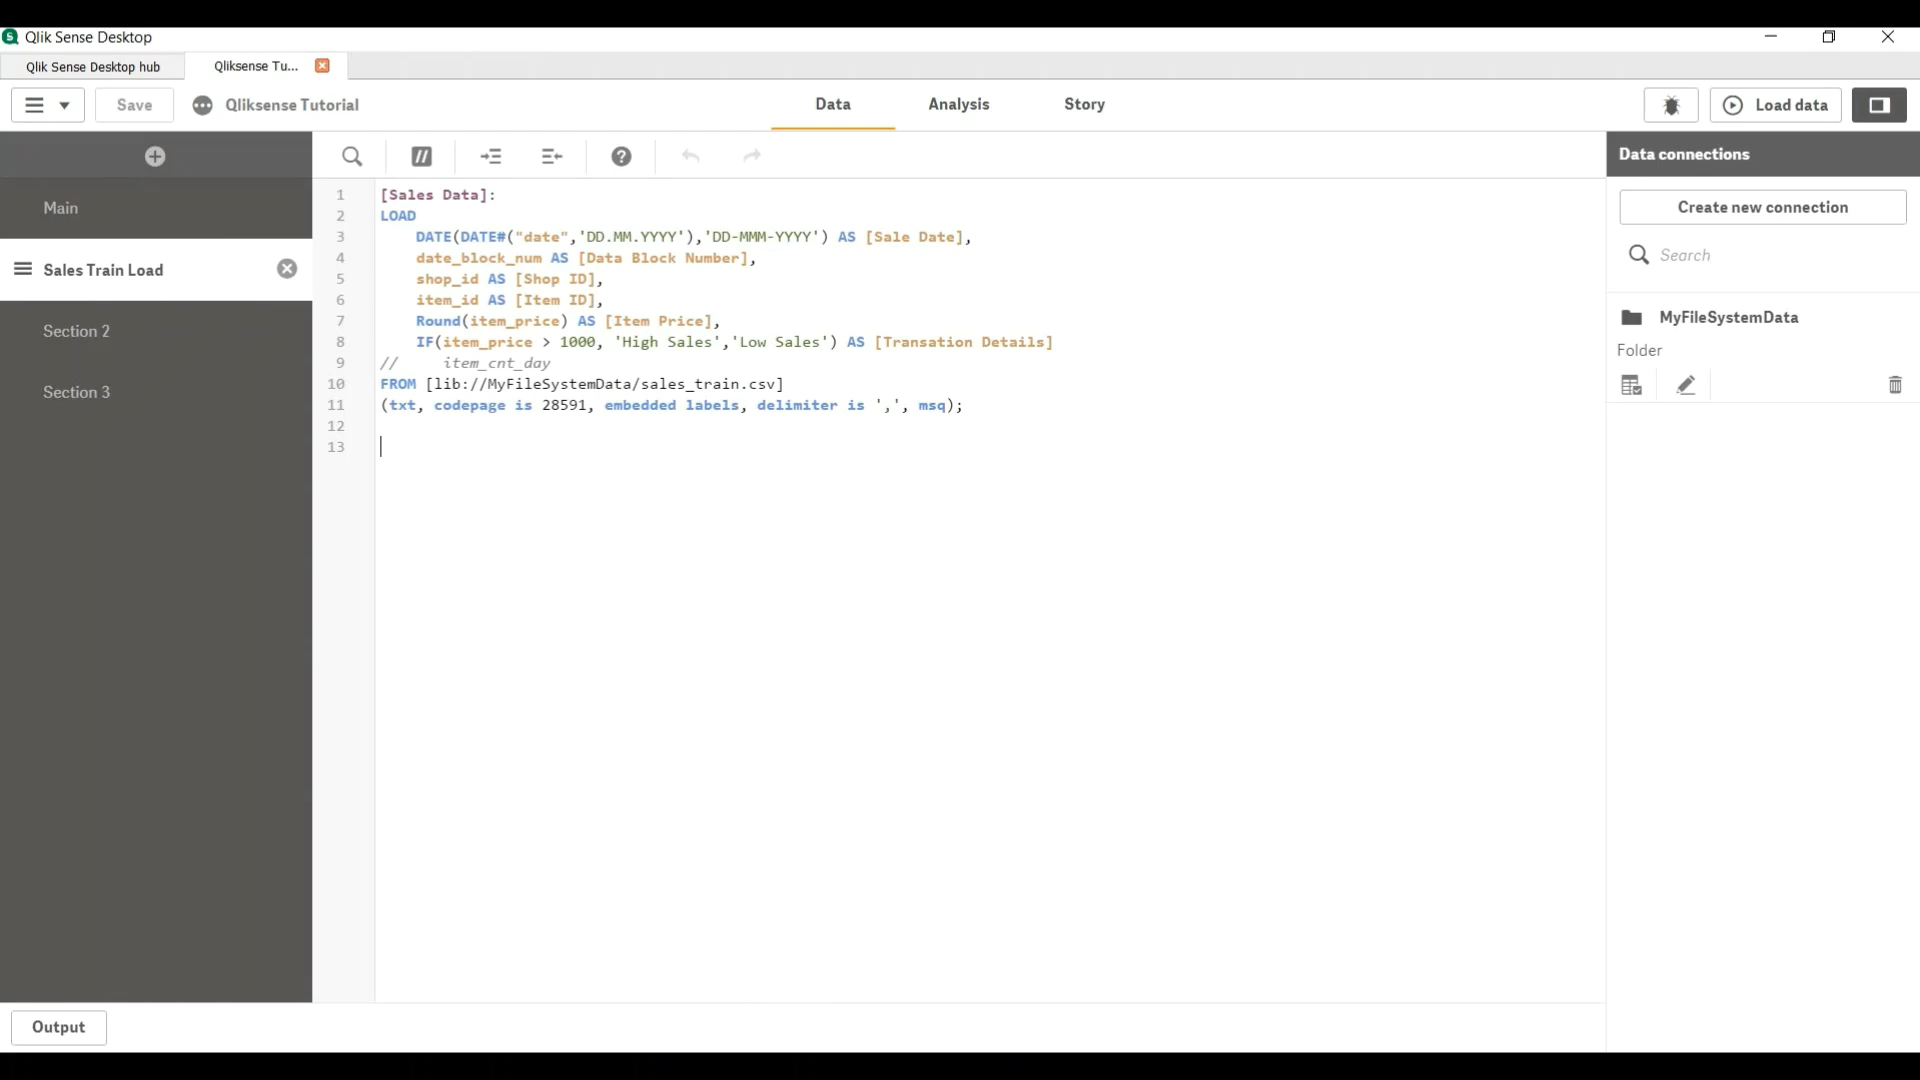 Qlik Sense Desktop
Qlik Sense Desktop hub
Qliksense Tu...
Save
Qliksense Tutorial
Data
Analysis
Story
Load data
Main
Sales Train Load
Section 2
Section 3
1 [Sales Data]:
2 LOAD
3 DATE(DATE#("date",'DD.MM.YYYY'),'DD-MMM-YYYY') AS [Sale Date],
4 date_block_num AS [Data Block Number],
5 shop_id AS [Shop ID],
6 item_id AS [Item ID],
7 Round(item_price) AS [Item Price],
8 IF(item_price > 1000, 'High Sales','Low Sales') AS [Transation Details]
9 // item_cnt_day
10 FROM [lib://MyFileSystemData/sales_train.csv]
11 (txt, codepage is 28591, embedded labels, delimiter is ',', msq);
12
13
Data connections
Create new connection
Search
MyFileSystemData
Folder
Output